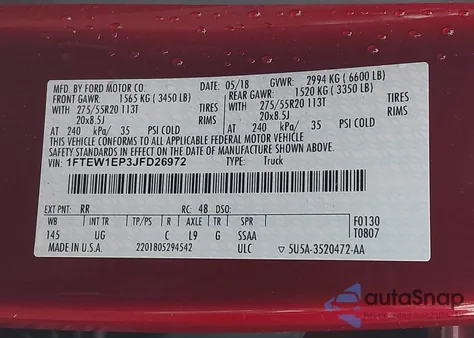 MFD. BY FORD MOTOR CO.
DATE: 05/18 GVWR: 2994 KG (6600 LB)
FRONT GAWR: 1565 KG (3450 LB) REAR GAWR: 1520 KG (3350 LB)
WITH 275/55R20 113T TIRES WITH 275/55R20 113T TIRES
20x8.5J RIMS 20x8.5J RIMS
AT 240 kPa/ 35 PSI COLD AT 240 kPa/ 35 PSI COLD
THIS VEHICLE CONFORMS TO ALL APPLICABLE FEDERAL MOTOR VEHICLE
SAFETY STANDARDS IN EFFECT ON THE DATE OF MANUFACTURE SHOWN ABOVE.
VIN: 1FTEW1EP3JFD26972 TYPE: Truck
EXT PNT: RR RC: 48 DSO:
WB INT TR TP/PS R AXLE TR SPR F0130
145 UG C L9 G SSAA T0807
MADE IN U.S.A. 2201805294542 ULC 5U5A-3520472-AA
autoSnap